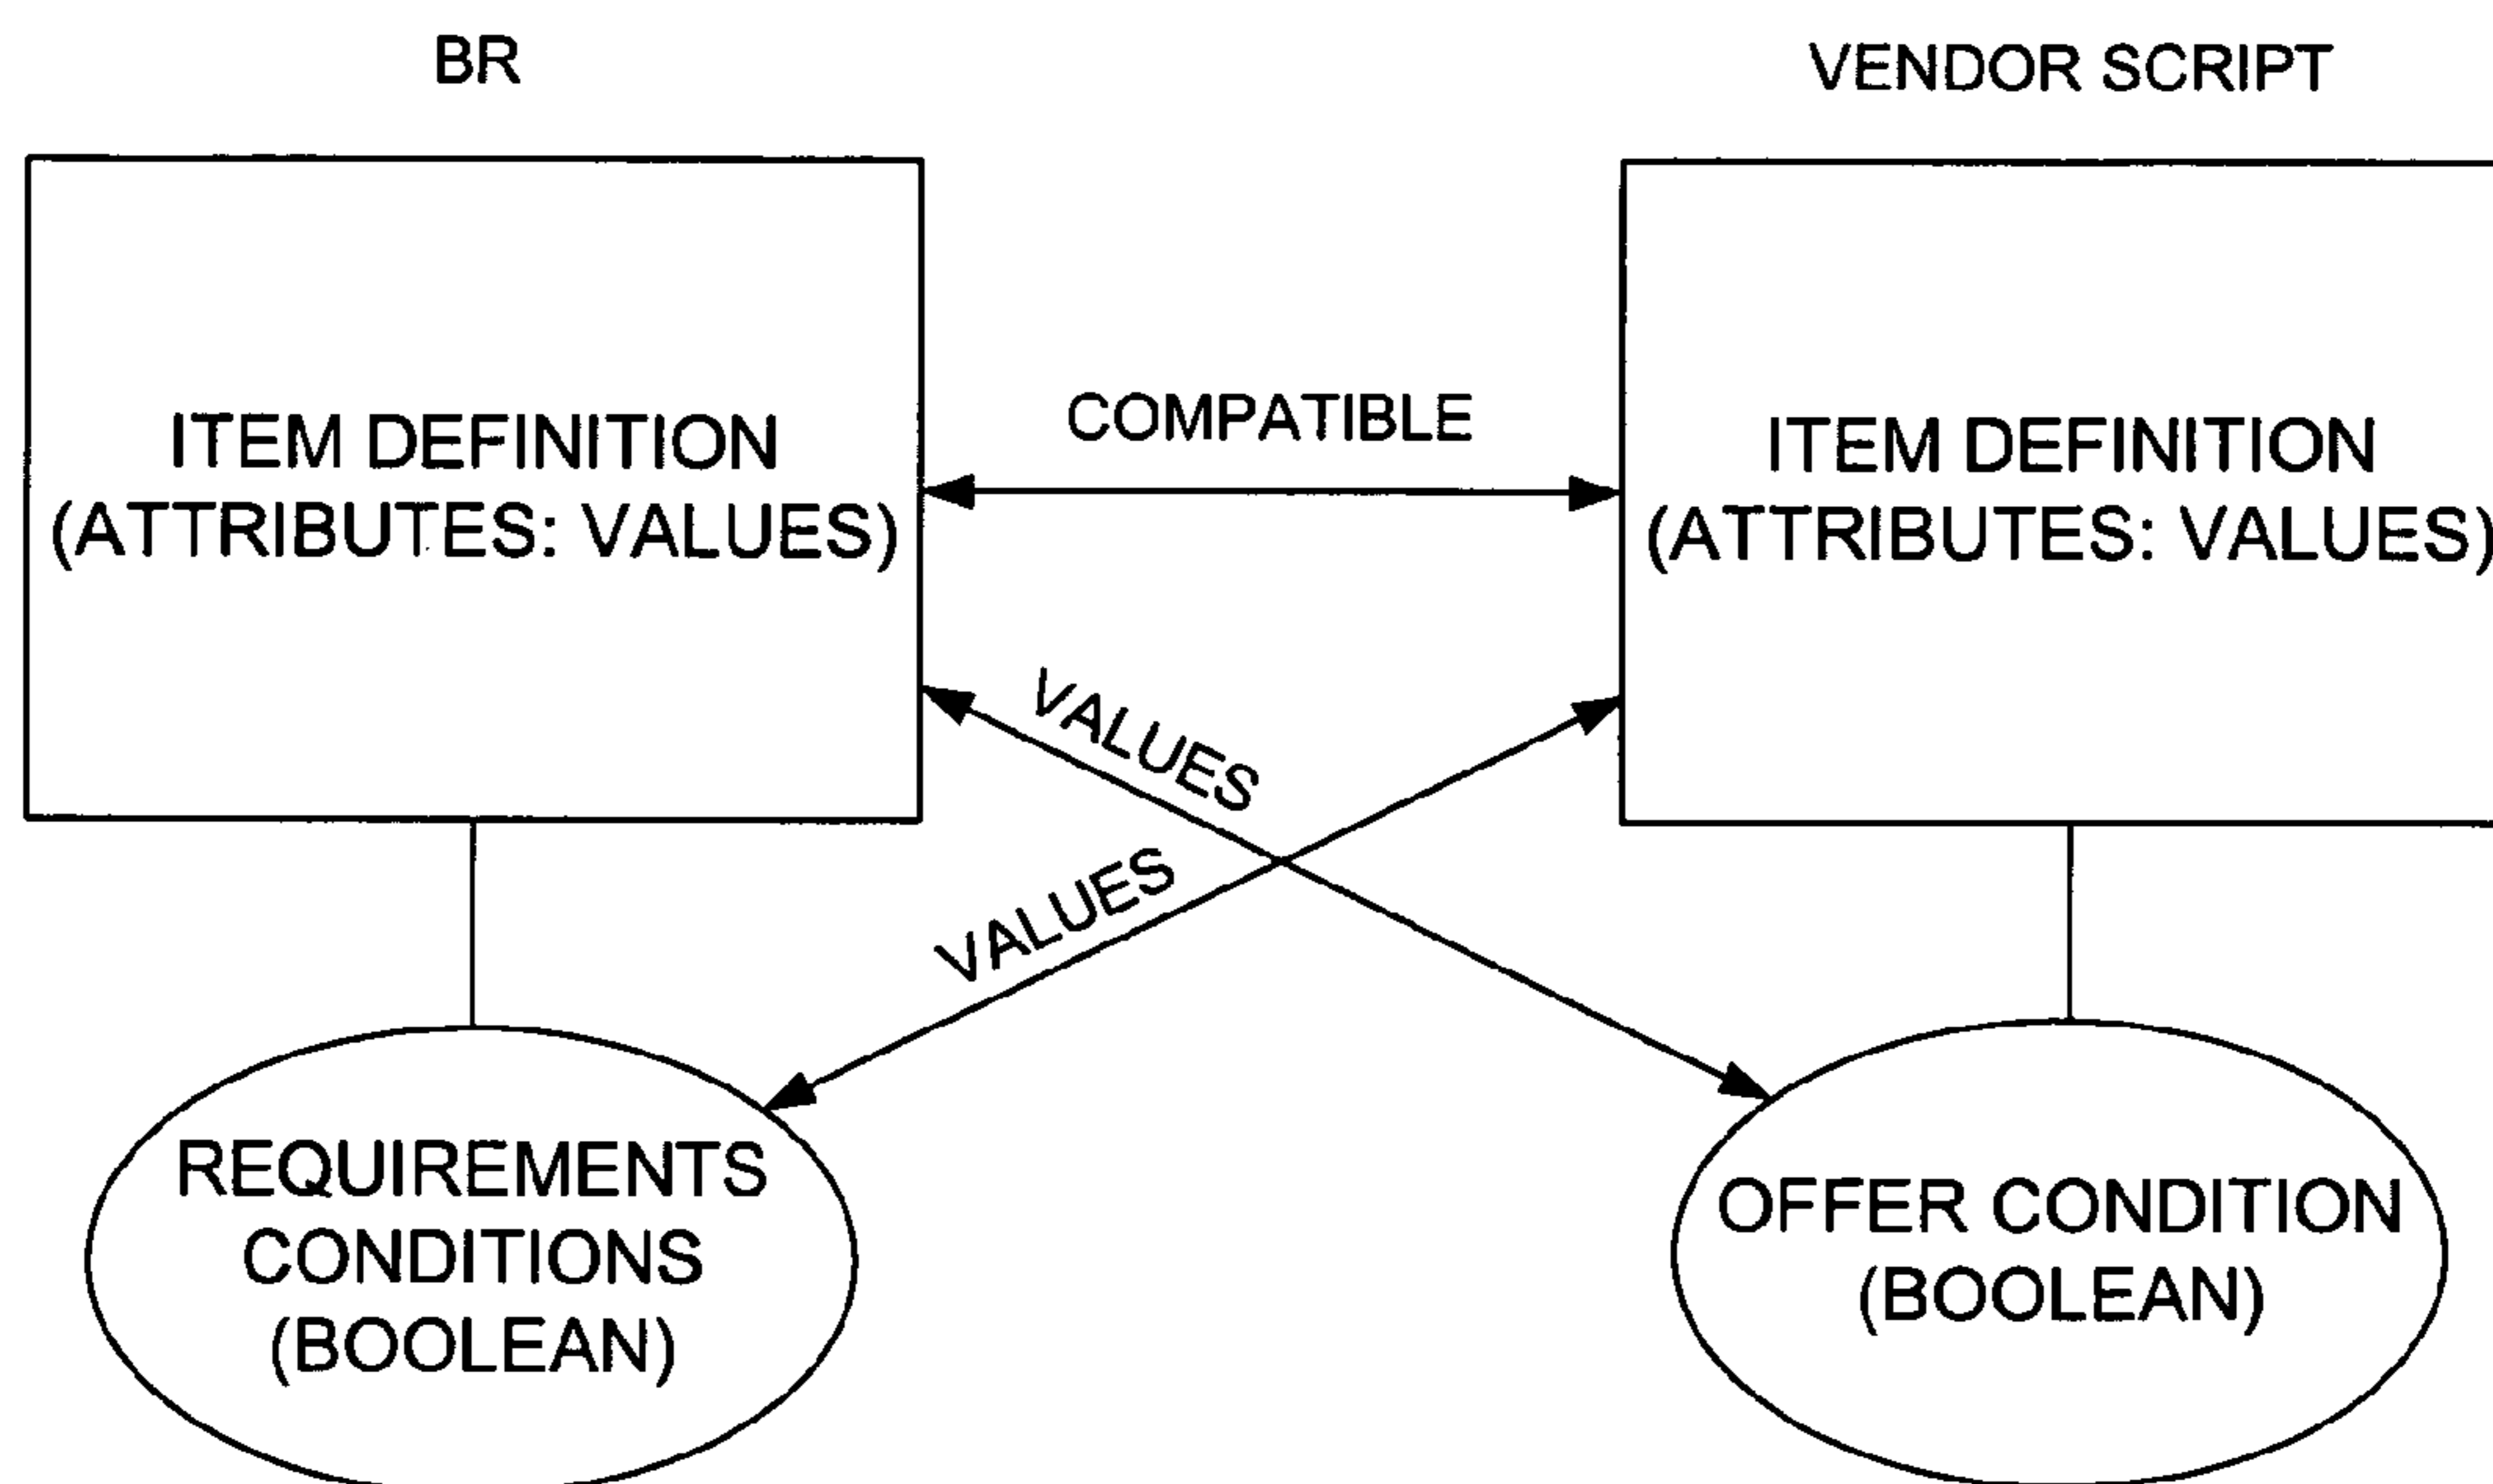 BR
VENDOR SCRIPT
ITEM DEFINITION
(ATTRIBUTES: VALUES)
COMPATIBLE
ITEM DEFINITION
(ATTRIBUTES: VALUES)
VALUES
VALUES
REQUIREMENTS
CONDITIONS
(BOOLEAN)
OFFER CONDITION
(BOOLEAN)